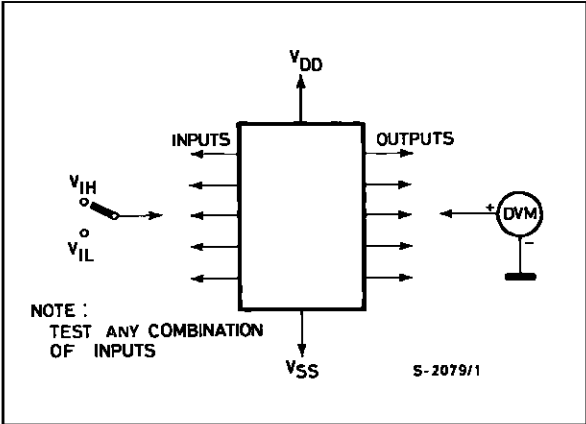 VDD
INPUTS
OUTPUTS
VIH
VIL
+
DVM
-
NOTE :
TEST ANY COMBINATION
OF INPUTS
VSS
S-2079/1